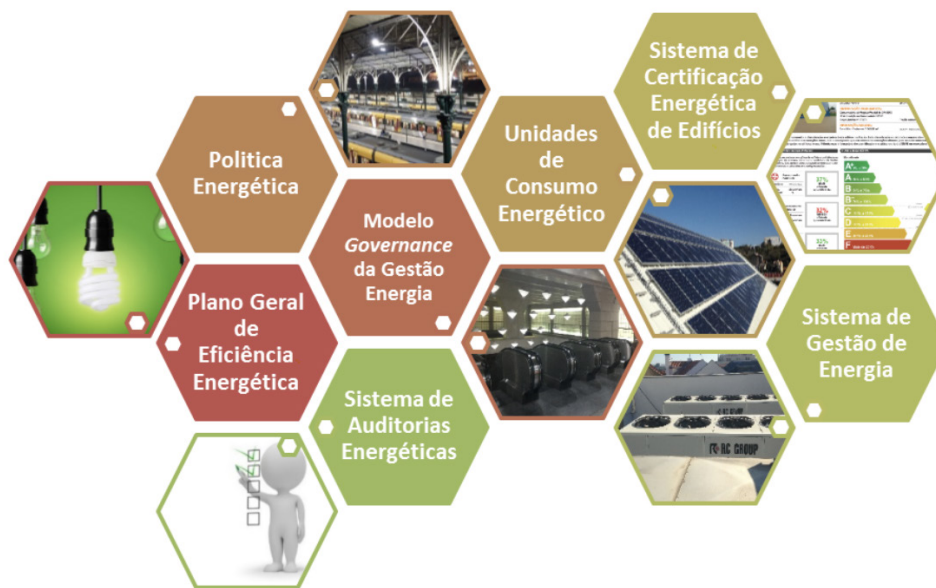 Sistema de
Certificação
Energética
de Edifícios
Politica
Energética
Unidades
de
Consumo
Energético
Modelo
Governance
da Gestão
Energia
Plano Geral
de
Eficiência
Energética
Sistema de
Gestão de
Energia
Sistema de
Auditorias
Energéticas
RC GROUP
A+
A
B
B-
C
D
E
F